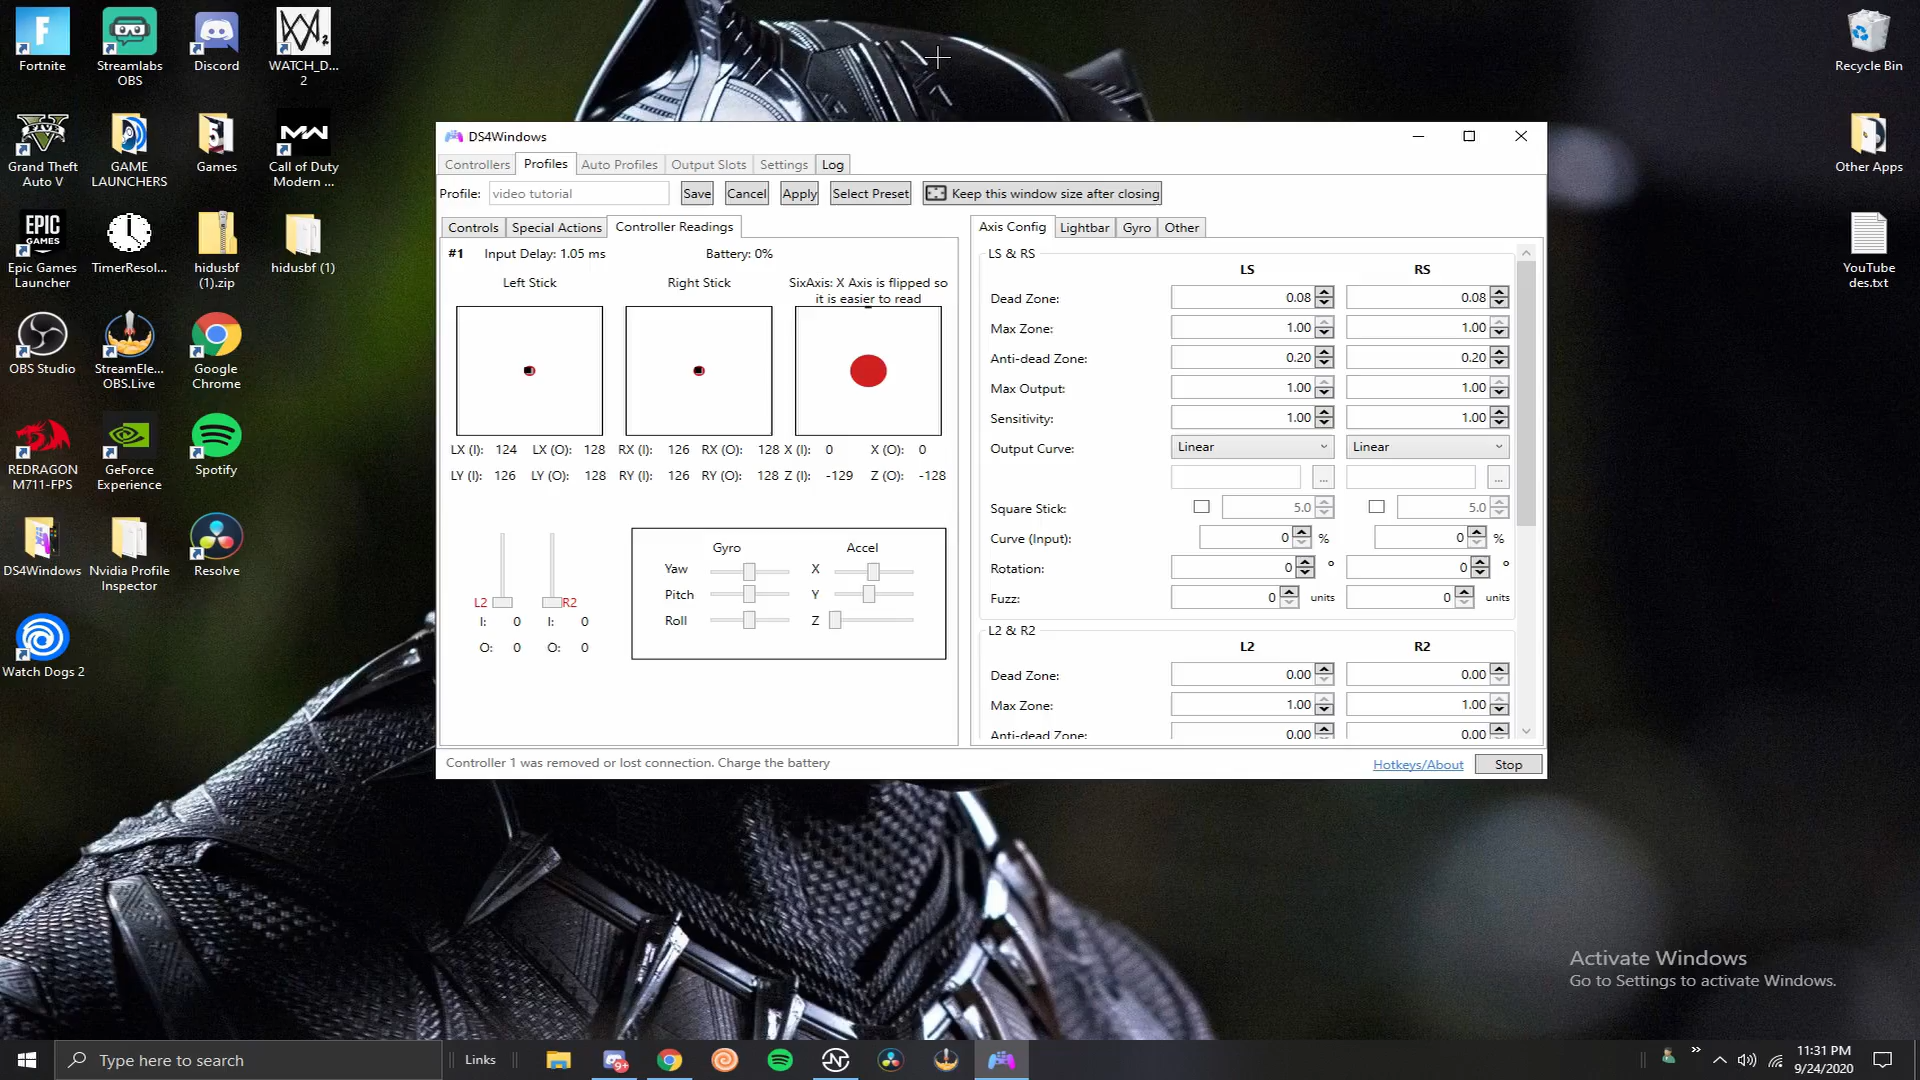 Fortnite
Streamlabs
OBS
Discord
WATCH_D...
2
Grand Theft
Auto V
GAME
LAUNCHERS
Games
Call of Duty
Modern ...
Epic Games
Launcher
TimerResol...
hidusbf
(1).zip
hidusbf (1)
OBS Studio
StreamEle...
OBS.Live
Google
Chrome
REDRAGON
M711-FPS
GeForce
Experience
Spotify
DS4Windows
Nvidia Profile
Inspector
Resolve
Watch Dogs 2
Recycle Bin
Other Apps
YouTube
des.txt
DS4Windows
Controllers Profiles Auto Profiles Output Slots Settings Log
Profile: video tutorial Save Cancel Apply Select Preset Keep this window size after closing
Controls Special Actions Controller Readings
#1 Input Delay: 1.05 ms Battery: 0%
Left Stick Right Stick SixAxis: X Axis is flipped so
it is easier to read
LX (I): 124 LX (O): 128 RX (I): 126 RX (O): 128 X (I): 0 X (O): 0
LY (I): 126 LY (O): 128 RY (I): 126 RY (O): 128 Z (I): -129 Z (O): -128
Gyro Accel
Yaw X
Pitch Y
Roll Z
L2 R2
I: 0 I: 0
O: 0 O: 0
Axis Config Lightbar Gyro Other
LS & RS
LS RS
Dead Zone: 0.08 0.08
Max Zone: 1.00 1.00
Anti-dead Zone: 0.20 0.20
Max Output: 1.00 1.00
Sensitivity: 1.00 1.00
Output Curve: Linear Linear
... ...
Square Stick: 5.0 5.0
Curve (Input): 0 % 0 %
Rotation: 0 ° 0 °
Fuzz: 0 units 0 units
L2 & R2
L2 R2
Dead Zone: 0.00 0.00
Max Zone: 1.00 1.00
Anti-dead Zone: 0.00 0.00
Controller 1 was removed or lost connection. Charge the battery
Hotkeys/About Stop
Activate Windows
Go to Settings to activate Windows.
Type here to search
Links
9+
11:31 PM
9/24/2020